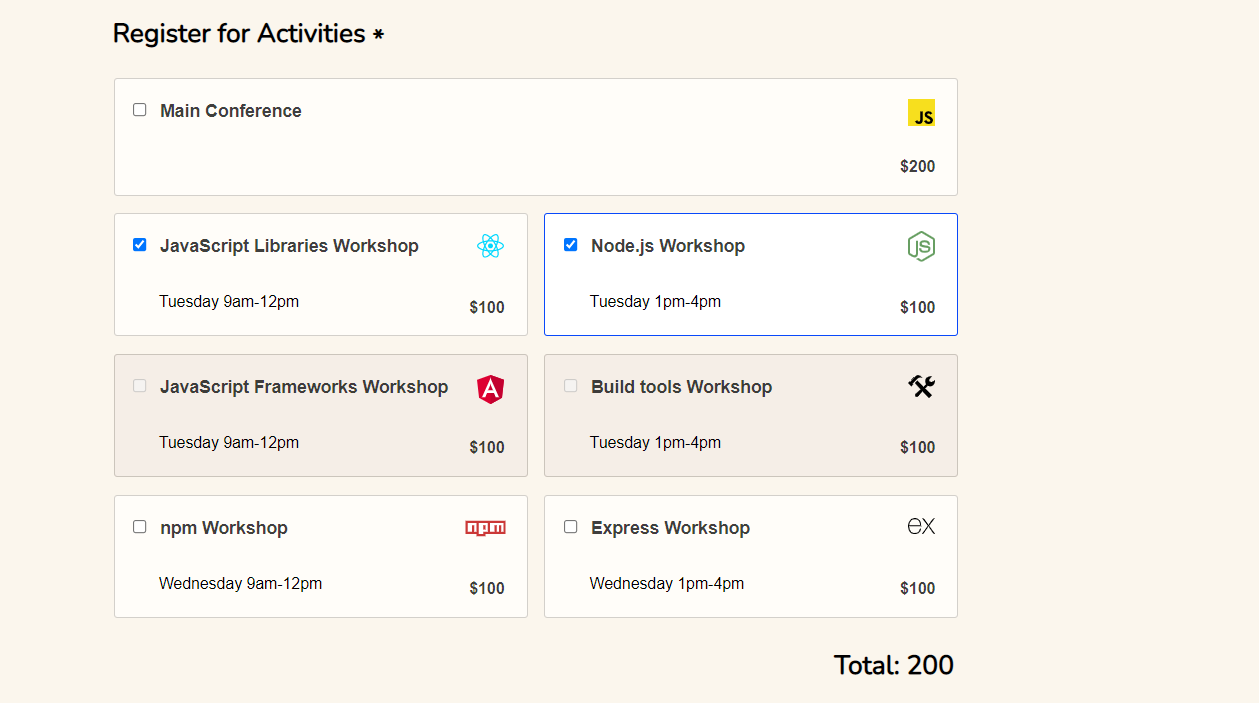 Register for Activities *
Main Conference
JS
$200
JavaScript Libraries Workshop
Tuesday 9am-12pm
$100
Node.js Workshop
JS
Tuesday 1pm-4pm
$100
JavaScript Frameworks Workshop
A
Tuesday 9am-12pm
$100
Build tools Workshop
Tuesday 1pm-4pm
$100
npm Workshop
npm
Wednesday 9am-12pm
$100
Express Workshop
ex
Wednesday 1pm-4pm
$100
Total: 200